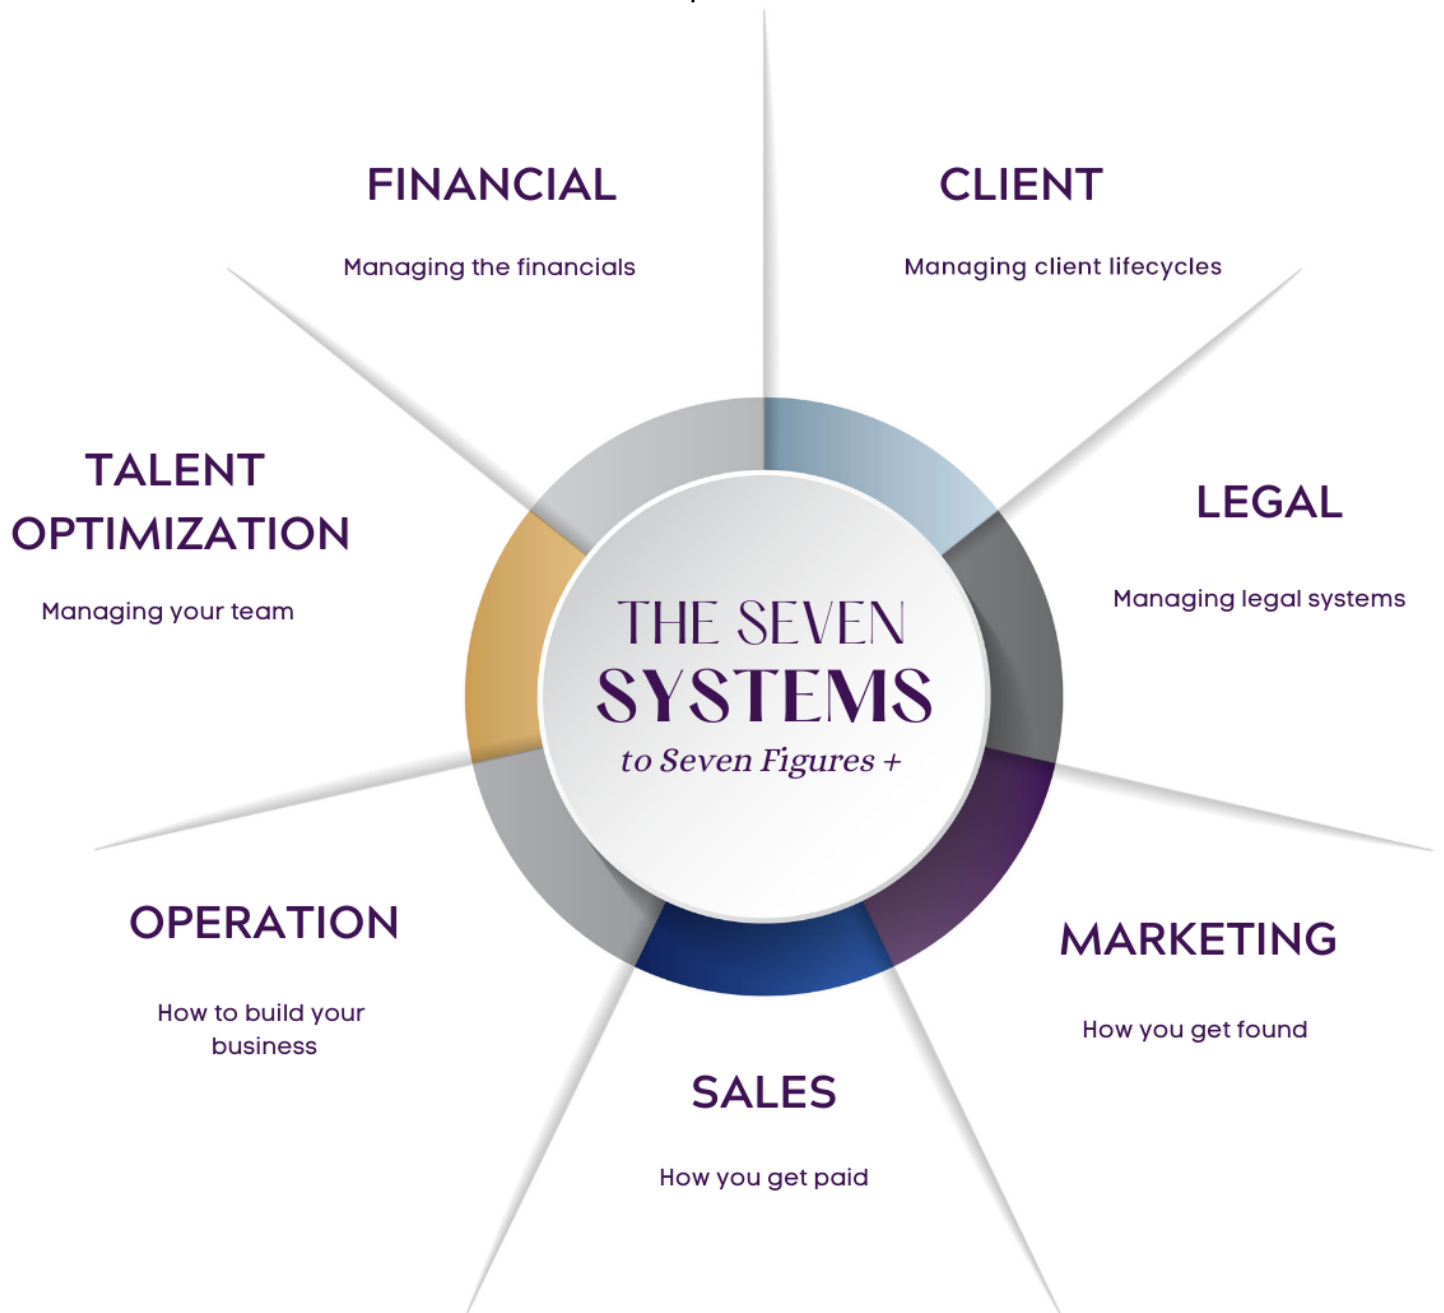 FINANCIAL
Managing the financials
CLIENT
Managing client lifecycles
TALENT
OPTIMIZATION
Managing your team
LEGAL
Managing legal systems
THE SEVEN
SYSTEMS
to Seven Figures +
OPERATION
How to build your
business
MARKETING
How you get found
SALES
How you get paid